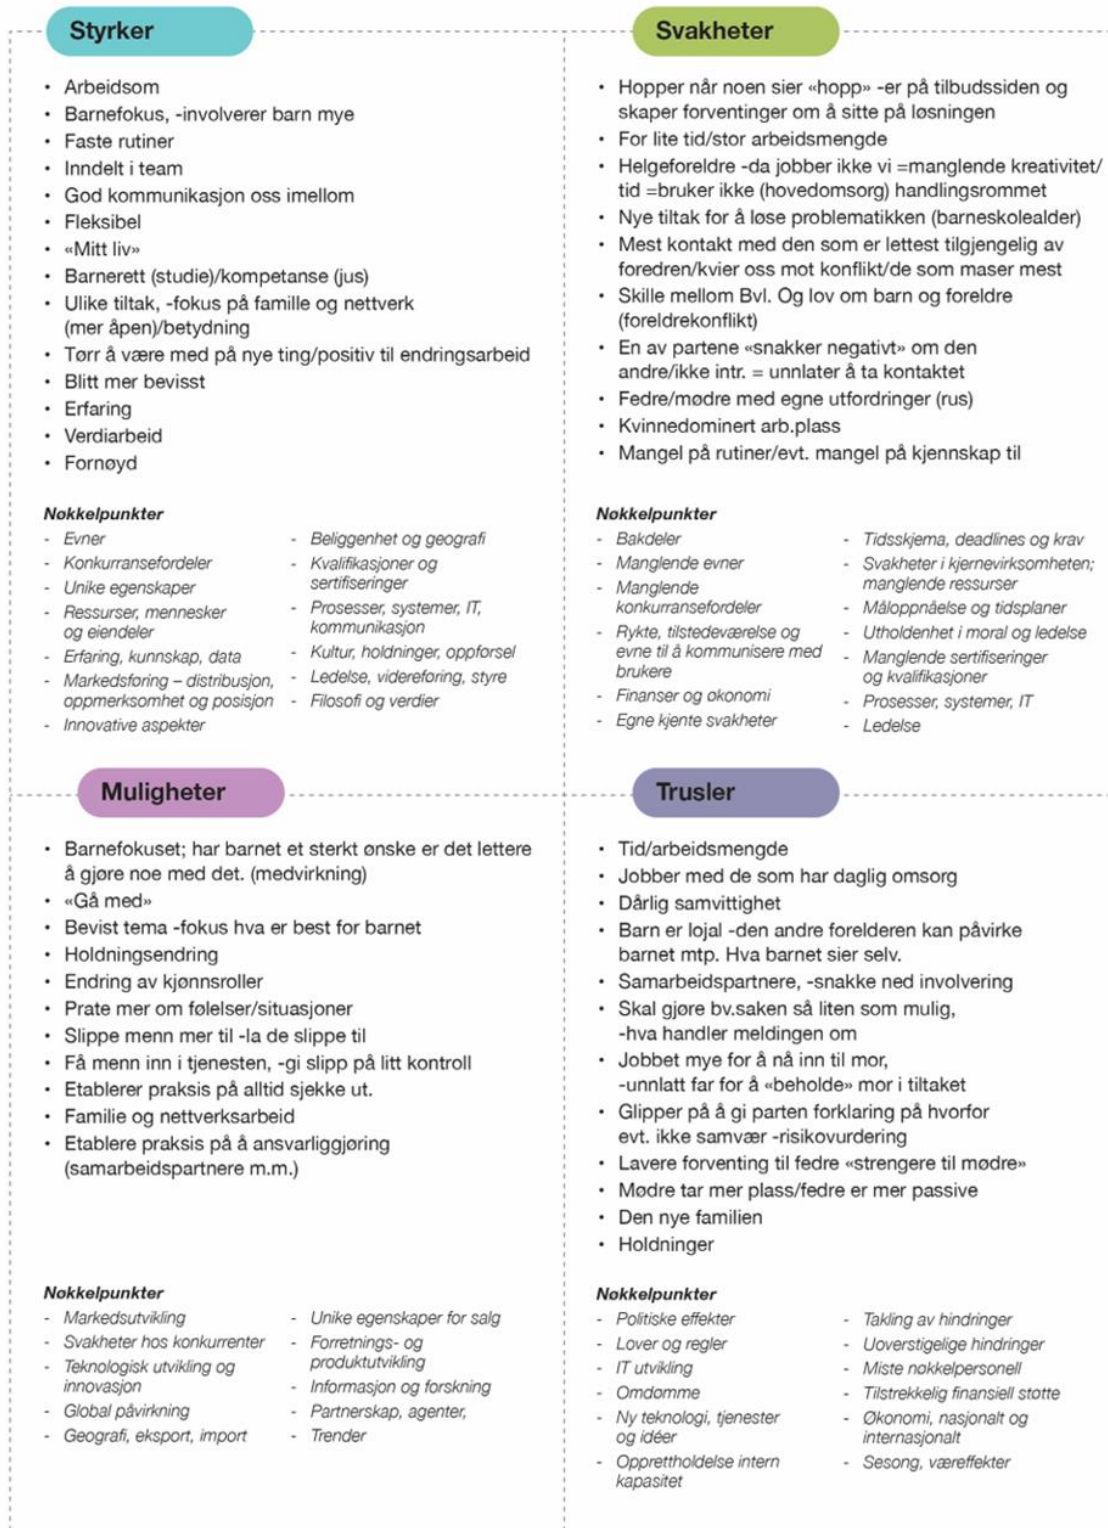 Styrker
• Arbeidsom
• Barnefokus, -involverer barn mye
• Faste rutiner
• Inndelt i team
• God kommunikasjon oss imellom
• Fleksibel
• «Mitt liv»
• Barnerett (studie)/kompetanse (jus)
• Ulike tiltak, -fokus på famille og nettverk
(mer åpen)/betydning
• Tørr å være med på nye ting/positiv til endringsarbeid
• Blitt mer bevisst
• Erfaring
• Verdiarbeid
• Fornøyd
Nøkkelpunkter
- Evner
- Konkurransefordeler
- Unike egenskaper
- Ressurser, mennesker
og eiendeler
- Erfaring, kunnskap, data
- Markedsføring – distribusjon,
oppmerksomhet og posisjon
- Innovative aspekter
- Beliggenhet og geografi
- Kvalifikasjoner og
sertifiseringer
- Prosesser, systemer, IT,
kommunikasjon
- Kultur, holdninger, oppførsel
- Ledelse, videreføring, styre
- Filosofi og verdier
Svakheter
• Hopper når noen sier «hopp» -er på tilbudssiden og
skaper forventinger om å sitte på løsningen
• For lite tid/stor arbeidsmengde
• Helgeforeldre -da jobber ikke vi =manglende kreativitet/
tid =bruker ikke (hovedomsorg) handlingsrommet
• Nye tiltak for å løse problematikken (barneskolealder)
• Mest kontakt med den som er lettest tilgjengelig av
foredren/kvier oss mot konflikt/de som maser mest
• Skille mellom Bvl. Og lov om barn og foreldre
(foreldrekonflikt)
• En av partene «snakker negativt» om den
andre/ikke intr. = unnlater å ta kontaktet
• Fedre/mødre med egne utfordringer (rus)
• Kvinnedominert arb.plass
• Mangel på rutiner/evt. mangel på kjennskap til
Nøkkelpunkter
- Bakdeler
- Manglende evner
- Manglende
konkurransefordeler
- Rykte, tilstedeværelse og
evne til å kommunisere med
brukere
- Finanser og økonomi
- Egne kjente svakheter
- Tidsskjema, deadlines og krav
- Svakheter i kjernevirksomheten;
manglende ressurser
- Måloppnåelse og tidsplaner
- Utholdenhet i moral og ledelse
- Manglende sertifiseringer
og kvalifikasjoner
- Prosesser, systemer, IT
- Ledelse
Muligheter
• Barnefokuset; har barnet et sterkt ønske er det lettere
å gjøre noe med det. (medvirkning)
• «Gå med»
• Bevist tema -fokus hva er best for barnet
• Holdningsendring
• Endring av kjønnsroller
• Prate mer om følelser/situasjoner
• Slippe menn mer til -la de slippe til
• Få menn inn i tjenesten, -gi slipp på litt kontroll
• Etablerer praksis på alltid sjekke ut.
• Familie og nettverksarbeid
• Etablere praksis på å ansvarliggjøring
(samarbeidspartnere m.m.)
Nøkkelpunkter
- Markedsutvikling
- Svakheter hos konkurrenter
- Teknologisk utvikling og
innovasjon
- Global påvirkning
- Geografi, eksport, import
- Unike egenskaper for salg
- Forretnings- og
produktutvikling
- Informasjon og forskning
- Partnerskap, agenter,
- Trender
Trusler
• Tid/arbeidsmengde
• Jobber med de som har daglig omsorg
• Dårlig samvittighet
• Barn er lojal -den andre forelderen kan påvirke
barnet mtp. Hva barnet sier selv.
• Samarbeidspartnere, -snakke ned involvering
• Skal gjøre bv.saken så liten som mulig,
-hva handler meldingen om
• Jobbet mye for å nå inn til mor,
-unnlatt far for å «beholde» mor i tiltaket
• Glipper på å gi parten forklaring på hvorfor
evt. ikke samvær -risikovurdering
• Lavere forventing til fedre «strengere til mødre»
• Mødre tar mer plass/fedre er mer passive
• Den nye familien
• Holdninger
Nøkkelpunkter
- Politiske effekter
- Lover og regler
- IT utvikling
- Omdømme
- Ny teknologi, tjenester
og idéer
- Opprettholdelse intern
kapasitet
- Takling av hindringer
- Uoverstigelige hindringer
- Miste nøkkelpersonell
- Tilstrekkelig finansiell støtte
- Økonomi, nasjonalt og
internasjonalt
- Sesong, væreffekter